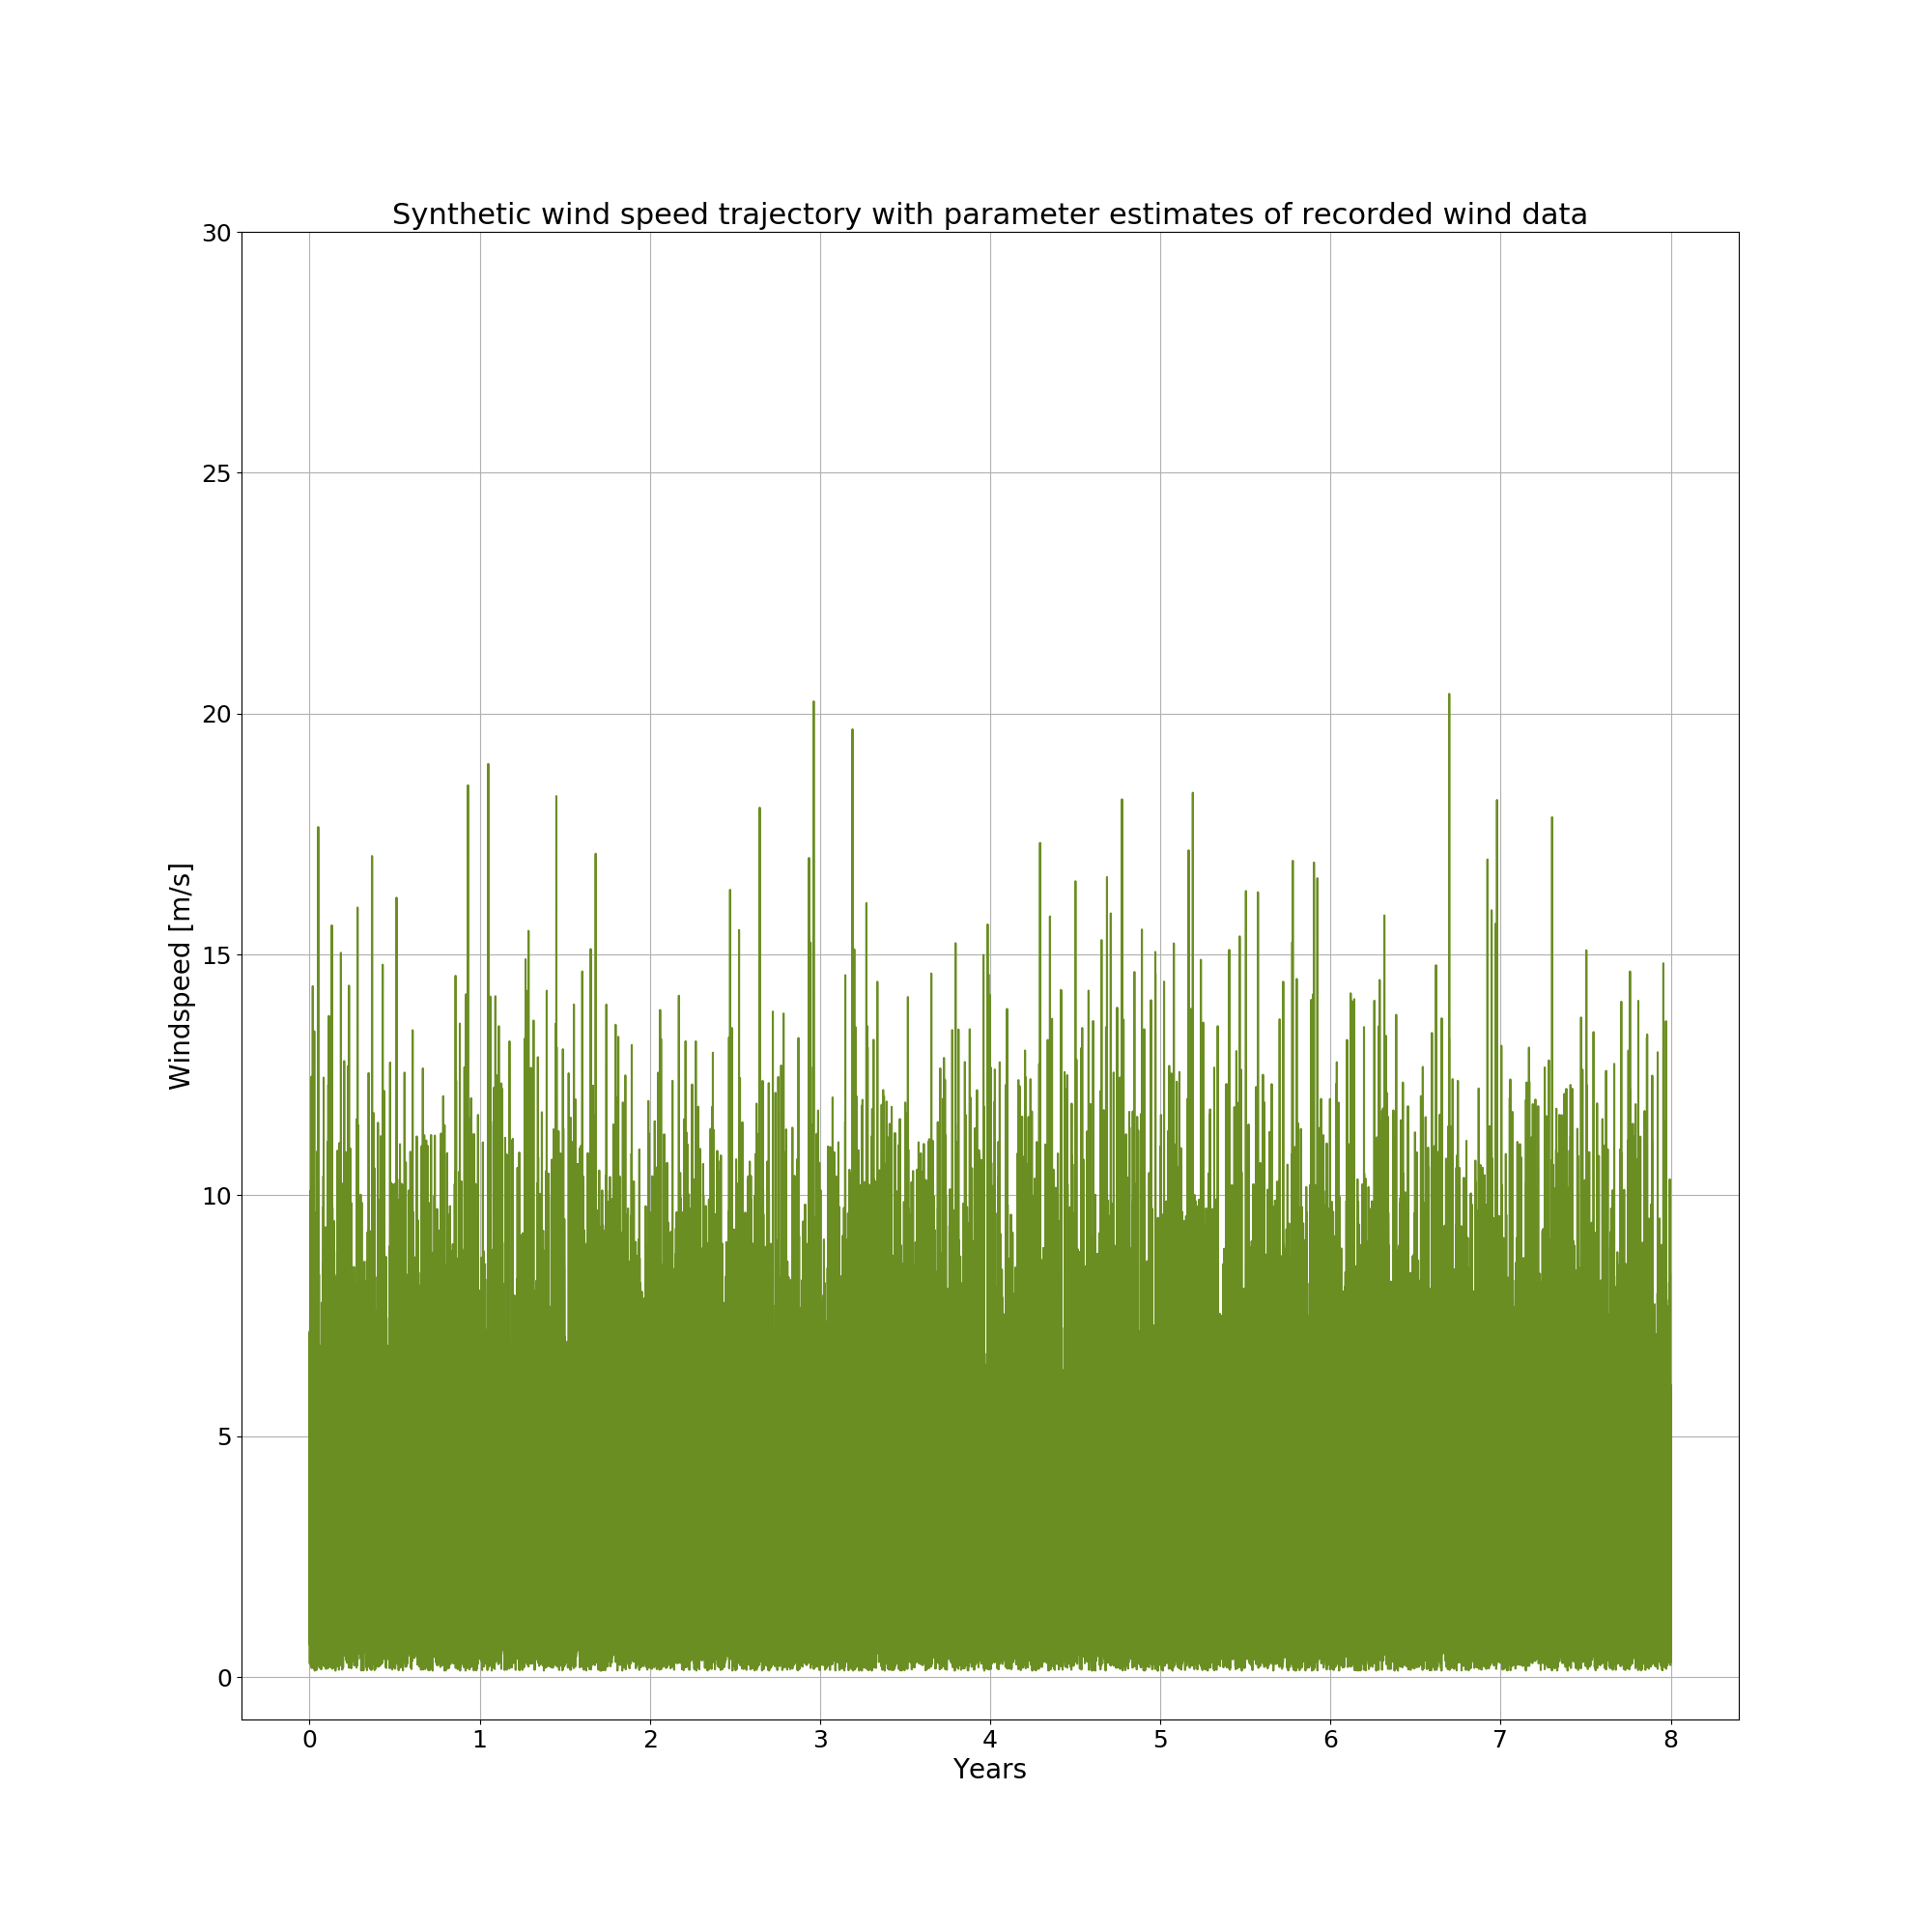 Synthetic wind speed trajectory with parameter estimates of recorded wind data
30
25
20
15
10
5
0
Windspeed [m/s]
0 1 2 3 4 5 6 7 8
Years